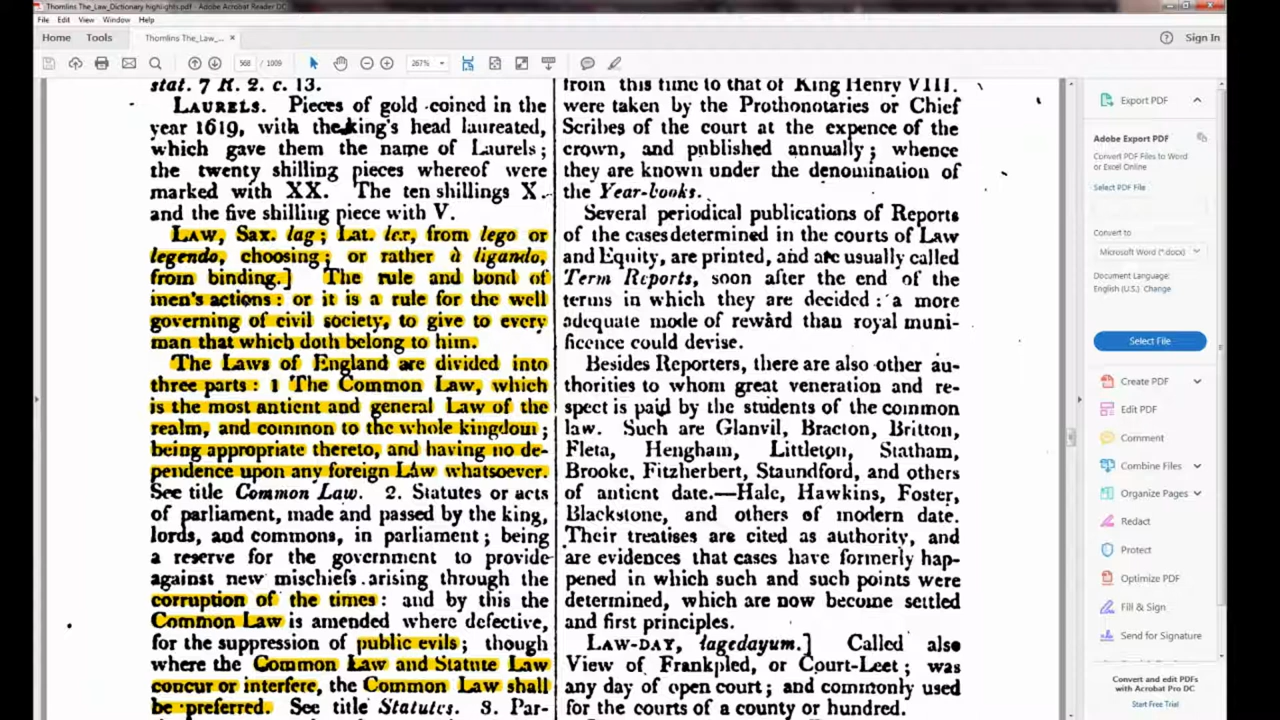 Thomlins The_Law_Dictionary highlights.pdf - Adobe Acrobat Reader DC
File Edit View Window Help
Home Tools Thomlins The_Law_... × Sign In
568 / 1009 267%
stat. 7 R. 2. c. 13.
LAURELS. Pieces of gold coined in the
year 1619, with the king's head laureated,
which gave them the name of Laurels;
the twenty shilling pieces whereof were
marked with XX. The ten shillings X.
and the five shilling piece with V.
LAW, Sax. lag; Lat. lex, from lego or
legendo, choosing; or rather à ligando,
from binding.] The rule and bond of
men's actions: or it is a rule for the well
governing of civil society, to give to every
man that which doth belong to him.
The Laws of England are divided into
three parts: 1 The Common Law, which
is the most antient and general Law of the
realm, and common to the whole kingdom;
being appropriate thereto, and having no de-
pendence upon any foreign Law whatsoever.
See title Common Law. 2. Statutes or acts
of parliament, made and passed by the king,
lords, and commons, in parliament; being
a reserve for the government to provide
against new mischiefs arising through the
corruption of the times: and by this the
Common Law is amended where defective,
for the suppression of public evils; though
where the Common Law and Statute Law
concur or interfere, the Common Law shall
be preferred. See title Statutes. 3. Par-
from this time to that of King Henry VIII.
were taken by the Prothonotaries or Chief
Scribes of the court at the expence of the
crown, and published annually; whence
they are known under the denomination of
the Year-books.
Several periodical publications of Reports
of the cases determined in the courts of Law
and Equity, are printed, and are usually called
Term Reports, soon after the end of the
terms in which they are decided: a more
adequate mode of reward than royal muni-
ficence could devise.
Besides Reporters, there are also other au-
thorities to whom great veneration and re-
spect is paid by the students of the common
law. Such are Glanvil, Bracton, Britton,
Fleta, Hengham, Littleton, Statham,
Brooke, Fitzherbert, Staundford, and others
of antient date.—Hale, Hawkins, Foster,
Blackstone, and others of modern date.
Their treatises are cited as authority, and
are evidences that cases have formerly hap-
pened in which such and such points were
determined, which are now become settled
and first principles.
LAW-DAY, lagedayum.] Called also
View of Frankpled, or Court-Leet; was
any day of open court; and commonly used
for the courts of a county or hundred.
Export PDF
Adobe Export PDF
Convert PDF Files to Word
or Excel Online
Select PDF File
Convert to
Microsoft Word (*.docx)
Document Language:
English (U.S.) Change
Select File
Create PDF
Edit PDF
Comment
Combine Files
Organize Pages
Redact
Protect
Optimize PDF
Fill & Sign
Send for Signature
Convert and edit PDFs
with Acrobat Pro DC
Start Free Trial